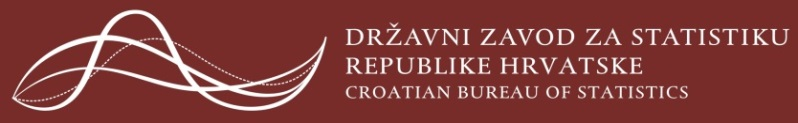 DRŽAVNI ZAVOD ZA STATISTIKU
REPUBLIKE HRVATSKE
CROATIAN BUREAU OF STATISTICS